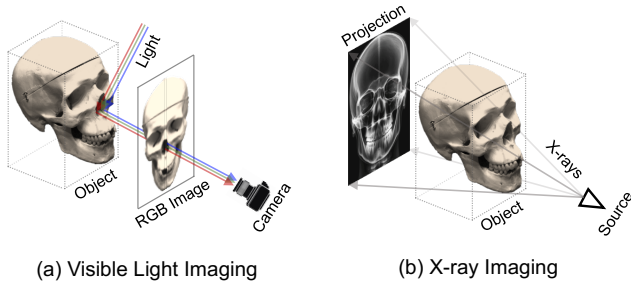 Light
Object
RGB Image
Camera
(a) Visible Light Imaging
Projection
X-rays
Object
Source
(b) X-ray Imaging